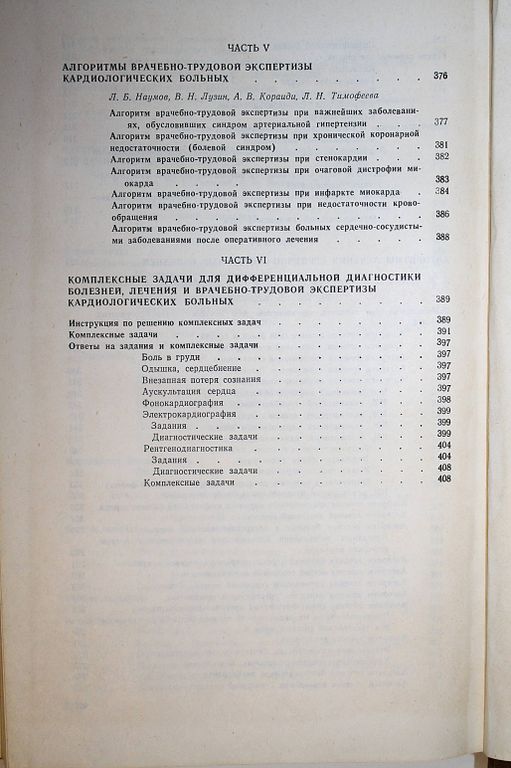 ЧАСТЬ V
АЛГОРИТМЫ ВРАЧЕБНО-ТРУДОВОЙ ЭКСПЕРТИЗЫ
КАРДИОЛОГИЧЕСКИХ БОЛЬНЫХ . . . . . . . . 376
Л. Б. Наумов, В. Н. Лузин, А. В. Кораиди, Л. Н. Тимофеева
Алгоритм врачебно-трудовой экспертизы при важнейших заболевани-
ях, обусловивших синдром артериальной гипертензии . . . 377
Алгоритм врачебно-трудовой экспертизы при хронической коронарной
недостаточности (болевой синдром) . . . . . . . 381
Алгоритм врачебно-трудовой экспертизы при стенокардии . . . 382
Алгоритм врачебно-трудовой экспертизы при очаговой дистрофии ми-
окарда . . . . . . . . . . . . . 383
Алгоритм врачебно-трудовой экспертизы при инфаркте миокарда . 384
Алгоритм врачебно-трудовой экспертизы при недостаточности крово-
обращения . . . . . . . . . . . . 386
Алгоритм врачебно-трудовой экспертизы больных сердечно-сосудисты-
ми заболеваниями после оперативного лечения . . . . . 388
ЧАСТЬ VI
КОМПЛЕКСНЫЕ ЗАДАЧИ ДЛЯ ДИФФЕРЕНЦИАЛЬНОЙ ДИАГНОСТИКИ
БОЛЕЗНЕЙ, ЛЕЧЕНИЯ И ВРАЧЕБНО-ТРУДОВОЙ ЭКСПЕРТИЗЫ
КАРДИОЛОГИЧЕСКИХ БОЛЬНЫХ . . . . . . . . . 389
Инструкция по решению комплексных задач . . . . . . . . 389
Комплексные задачи . . . . . . . . . . . . . 391
Ответы на задания и комплексные задачи . . . . . . . . 397
Боль в груди . . . . . . . . . . . 397
Одышка, сердцебиение . . . . . . . . . 397
Внезапная потеря сознания . . . . . . . . 397
Аускультация сердца . . . . . . . . . 397
Фонокардиография . . . . . . . . . . 398
Электрокардиография . . . . . . . . . 399
Задания . . . . . . . . . . . . 399
Диагностические задачи . . . . . . . . 399
Рентгенодиагностика . . . . . . . . . 404
Задания . . . . . . . . . . . . 404
Диагностические задачи . . . . . . . . 408
Комплексные задачи . . . . . . . . . 408